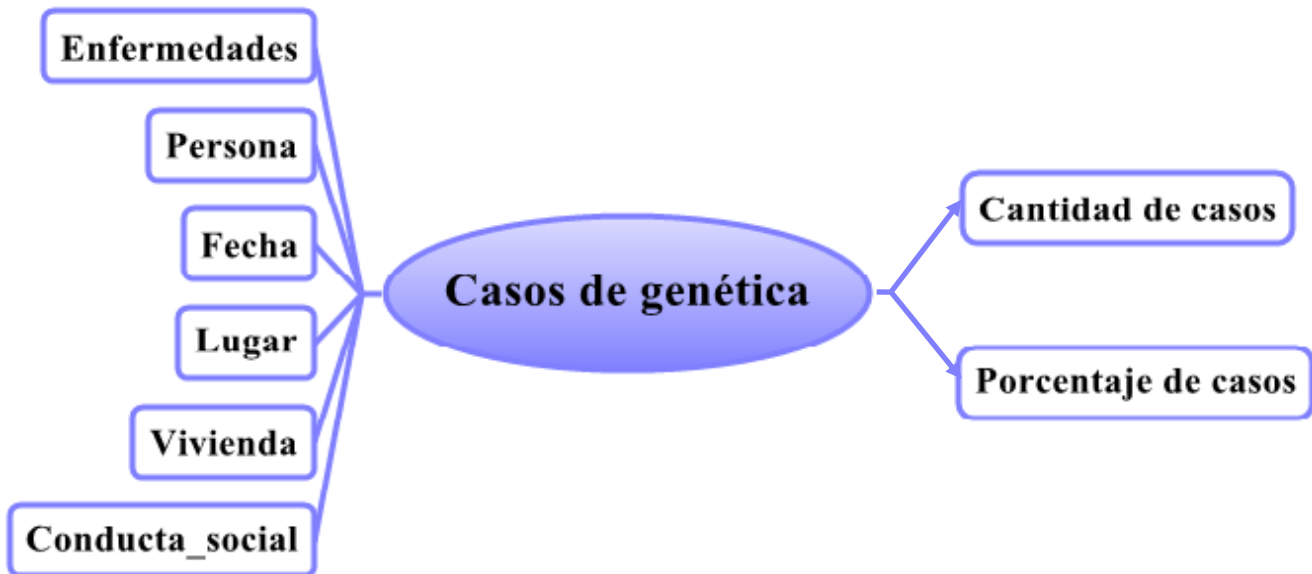 Enfermedades
Persona
Fecha
Lugar
Vivienda
Conducta_social
Casos de genética
Cantidad de casos
Porcentaje de casos